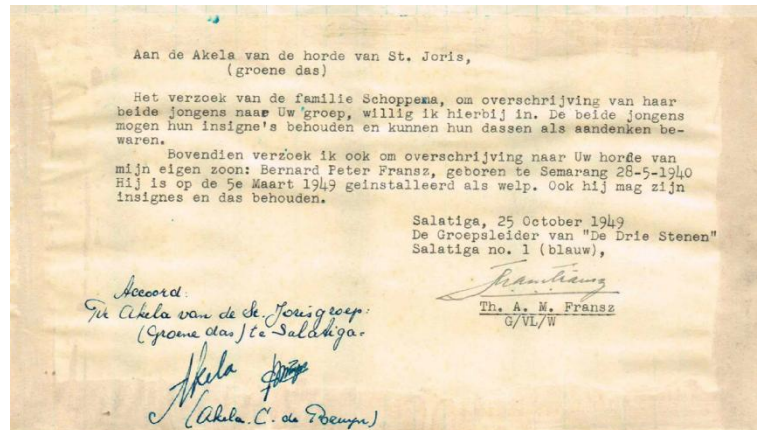 Aan de Akela van de horde van St. Joris,
(groene das)
Het verzoek van de familie Schoppema, om overschrijving van haar
beide jongens naar Uw groep, willig ik hierbij in. De beide jongens
mogen hun insigne's behouden en kunnen hun dassen als aandenken be-
waren.
Bovendien verzoek ik ook om overschrijving naar Uw horde van
mijn eigen zoon: Bernard Peter Fransz, geboren te Semarang 28-5-1940
Hij is op de 5e Maart 1949 geinstalleerd als welp. Ook hij mag zijn
insignes en das behouden.
Salatiga, 25 October 1949
De Groepsleider van "De Drie Stenen"
Salatiga no. 1 (blauw),
Th. A. M. Fransz
G/VL/W
Accoord:
Akela van de St. Jorisgroep:
(Groene das) te Salatiga.
Akela
(Akela. C. de